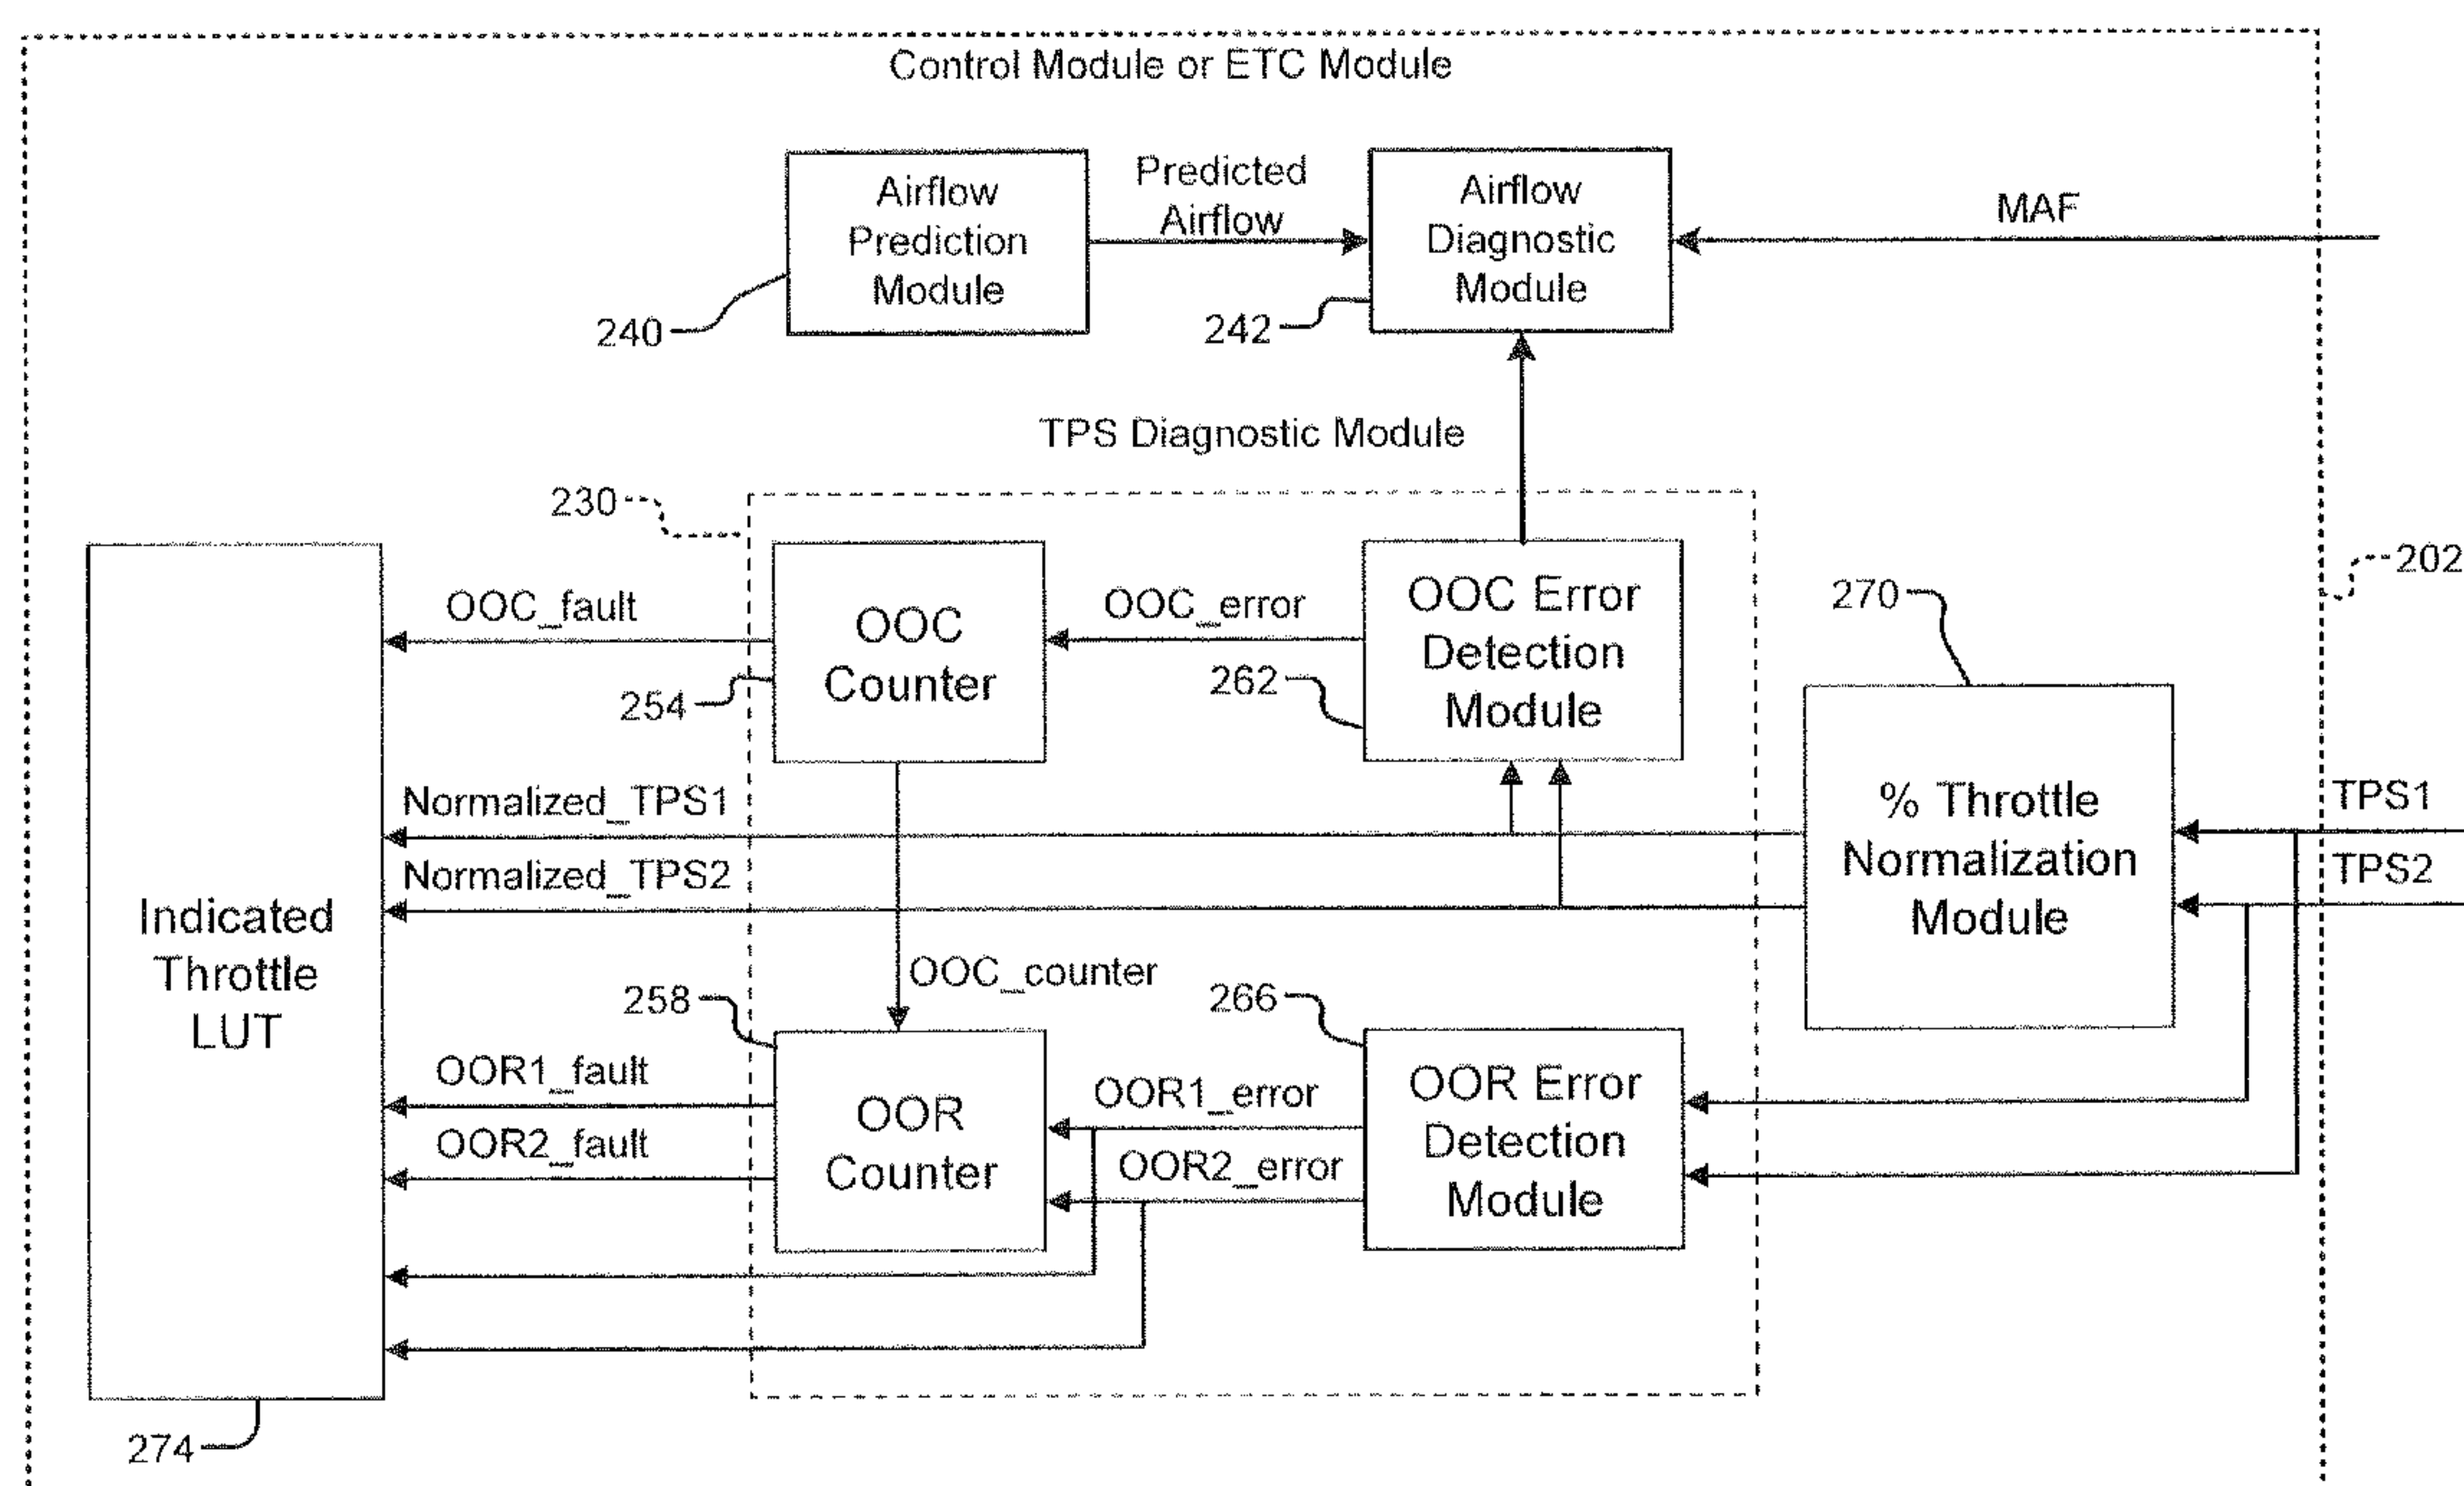 Control Module or ETC Module
Airflow
Prediction
Module
240
Predicted
Airflow
Airflow
Diagnostic
Module
242
MAF
TPS Diagnostic Module
230
202
OOC_fault
OOC
Counter
254
OOC_error
OOC Error
Detection
Module
262
270
% Throttle
Normalization
Module
TPS1
TPS2
Normalized_TPS1
Normalized_TPS2
Indicated
Throttle
LUT
274
OOC_counter
258
OOR1_fault
OOR2_fault
OOR
Counter
OOR1_error
OOR2_error
266
OOR Error
Detection
Module